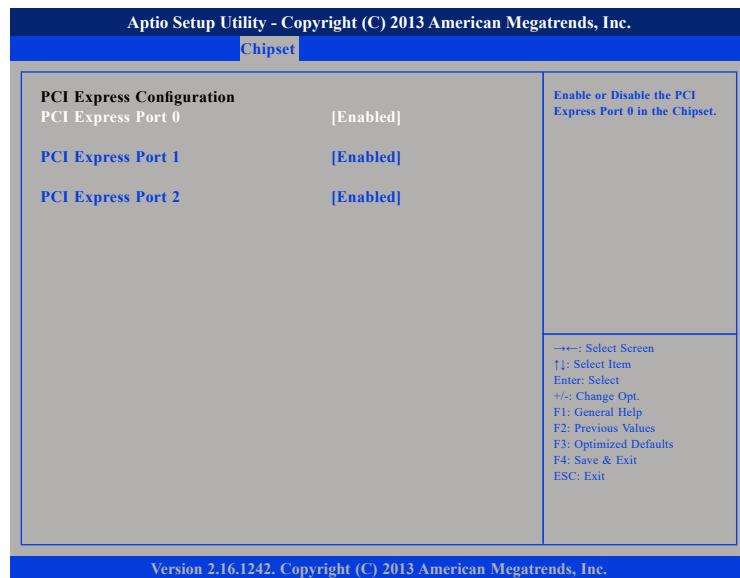 Aptio Setup Utility - Copyright (C) 2013 American Megatrends, Inc.
Chipset
PCI Express Configuration
PCI Express Port 0 [Enabled]
PCI Express Port 1 [Enabled]
PCI Express Port 2 [Enabled]
Enable or Disable the PCI
Express Port 0 in the Chipset.
→←: Select Screen
↑↓: Select Item
Enter: Select
+/-: Change Opt.
F1: General Help
F2: Previous Values
F3: Optimized Defaults
F4: Save & Exit
ESC: Exit
Version 2.16.1242. Copyright (C) 2013 American Megatrends, Inc.